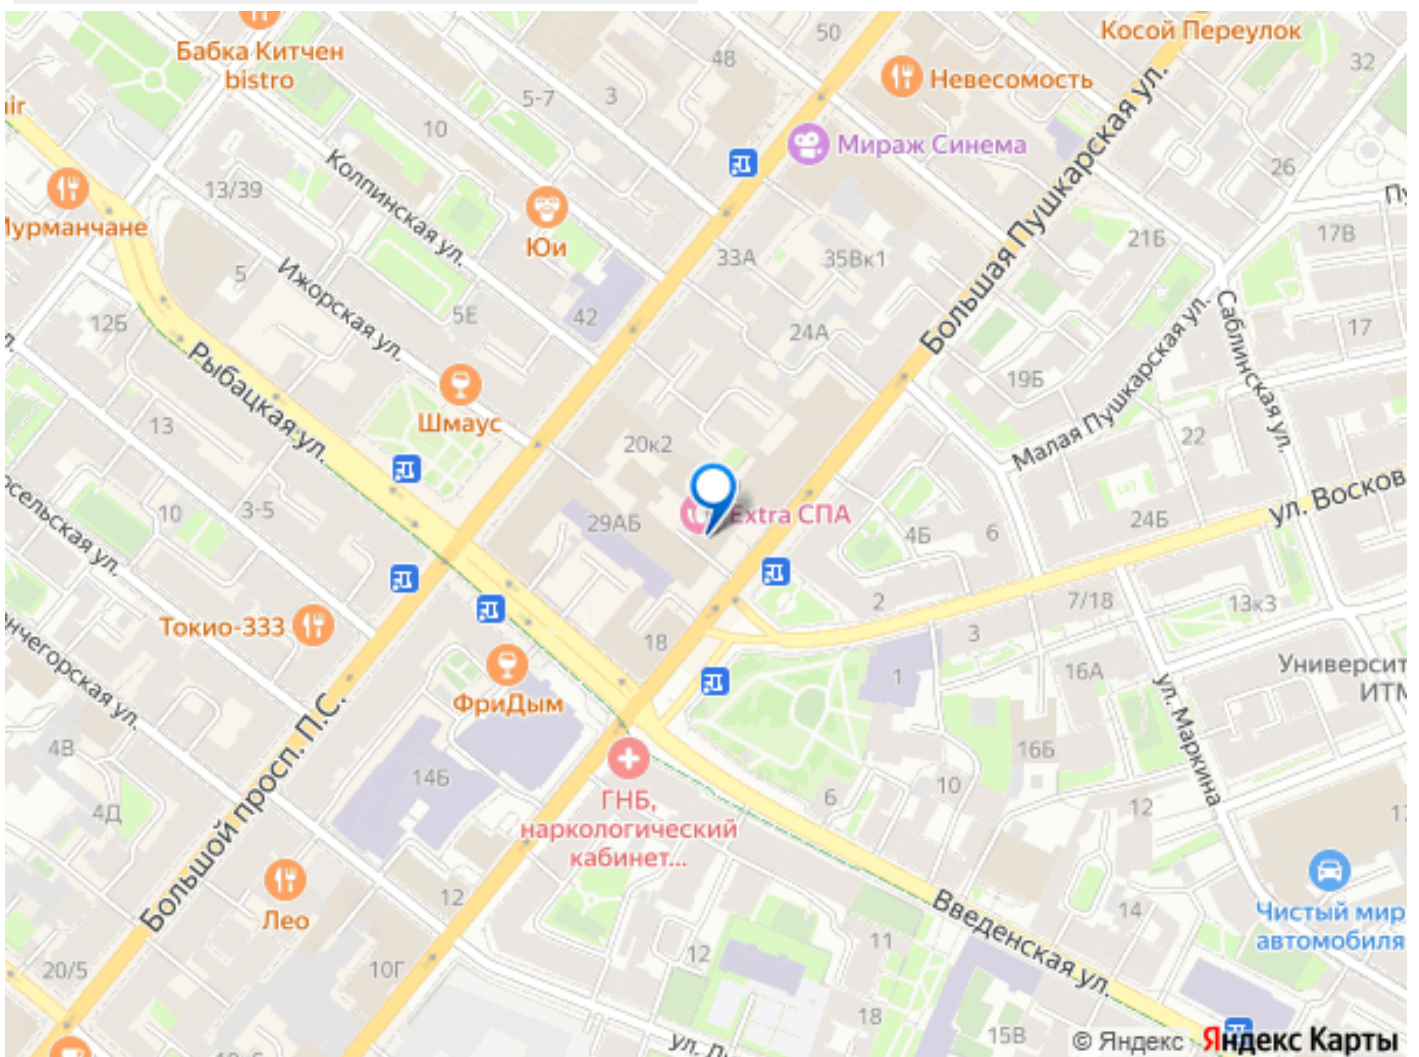 Косой Переулок
50
Бабка Китчен
bistro
48
32
Невесомость
5-7
3
10
Мираж Синема
Большая Пушкарская ул.
26
Колпинская ул.
13/39
Мурманчане
Юи
33А
35Вк1
21Б
17В
Ижорская ул.
5
5Е
42
24А
12Б
17
Саблинская ул.
Рыбацкая ул.
Шмаус
19Б
Малая Пушкарская ул.
13
20к2
22
ул. Восков
10
3-5
29АБ
Extra СПА
4Б
6
24Б
2
7/18
13к3
Токио-333
18
3
1
16А
Университ
ИТМ
ФриДым
ул. Маркина
4В
14Б
16Б
10
12
4Д
Большой просп. П.С.
ГНБ,
наркологический
кабинет...
6
Лео
12
Введенская ул.
14
Чистый мир
автомобиля
11
12
20/5
10Г
18
15В
© Яндекс
Яндекс Карты